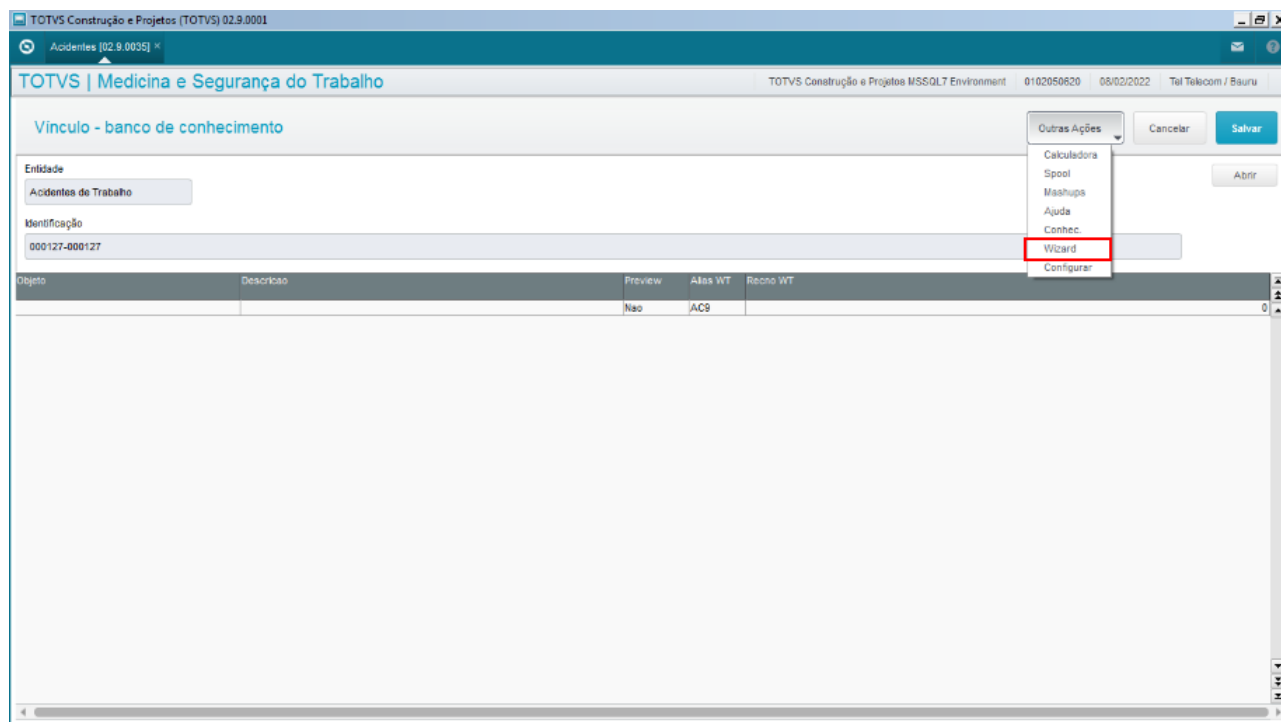 TOTVS Construção e Projetos (TOTVS) 02.9.0001
Acidentes [02.9.0035] ×
TOTVS | Medicina e Segurança do Trabalho
TOTVS Construção e Projetos MSSQL7 Environment 0102050620 08/02/2022 Tel Telecom / Bauru
Vínculo - banco de conhecimento
Outras Ações Cancelar Salvar
Calculadora
Spool
Mashups
Ajuda
Conhec.
Wizard
Configurar
Entidade
Abrir
Acidentes de Trabalho
Identificação
000127-000127
Objeto Descricao Preview Alias WT Recno WT
Nao AC9 0